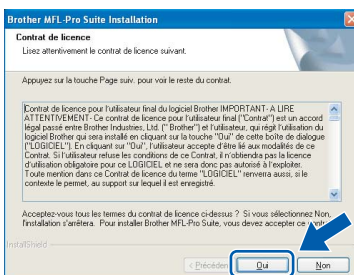 Brother MFL-Pro Suite Installation
Contrat de licence
Lisez attentivement le contrat de licence suivant.
Appuyez sur la touche Page suiv. pour voir le reste du contrat.
Contrat de licence pour l'utilisateur final du logiciel Brother IMPORTANT- A LIRE
ATTENTIVEMENT- Ce contrat de licence pour l'utilisateur final ("Contrat") est un accord
légal passé entre Brother Industries, Ltd. ("Brother") et l'utilisateur, qui régit l'utilisation du
logiciel Brother qui sera installé en cliquant sur la touche "Oui" de cette boîte de dialogue
("LOGICIEL"). En cliquant sur "Oui", l'utilisateur accepte d'être lié aux modalités de ce
Contrat. Si l'utilisateur refuse les conditions de ce Contrat, il n'obtiendra pas la licence
d'utilisation obligatoire pour ce LOGICIEL et ne sera donc pas autorisé à l'exploiter.
Toute mention dans ce Contrat de licence du terme "LOGICIEL" renverra aussi, si le
contexte le permet, au support sur lequel il est enregistré.
Acceptez-vous tous les termes du contrat de licence ci-dessus ? Si vous sélectionnez Non,
l'installation s'arrêtera. Pour installer Brother MFL-Pro Suite, vous devez accepter ce
InstallShield
< Précédent
Oui
Non